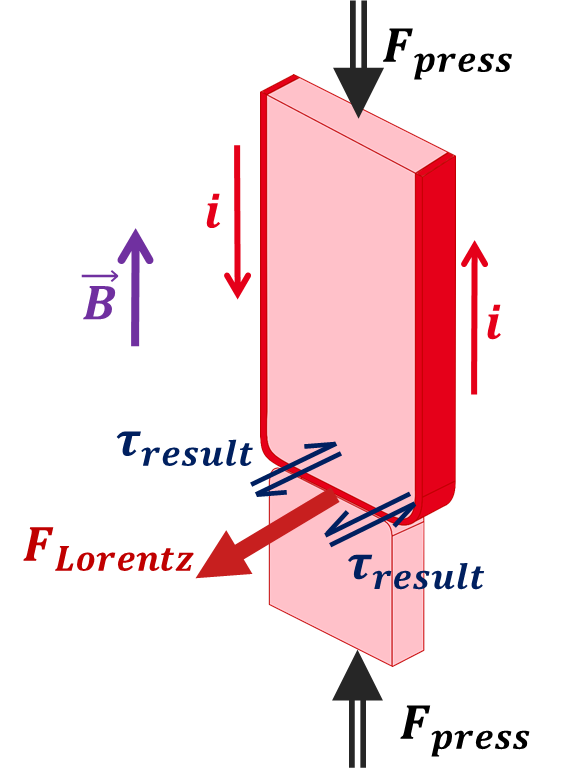 F_press
i
B⃗
i
τ_result
F_Lorentz
τ_result
F_press